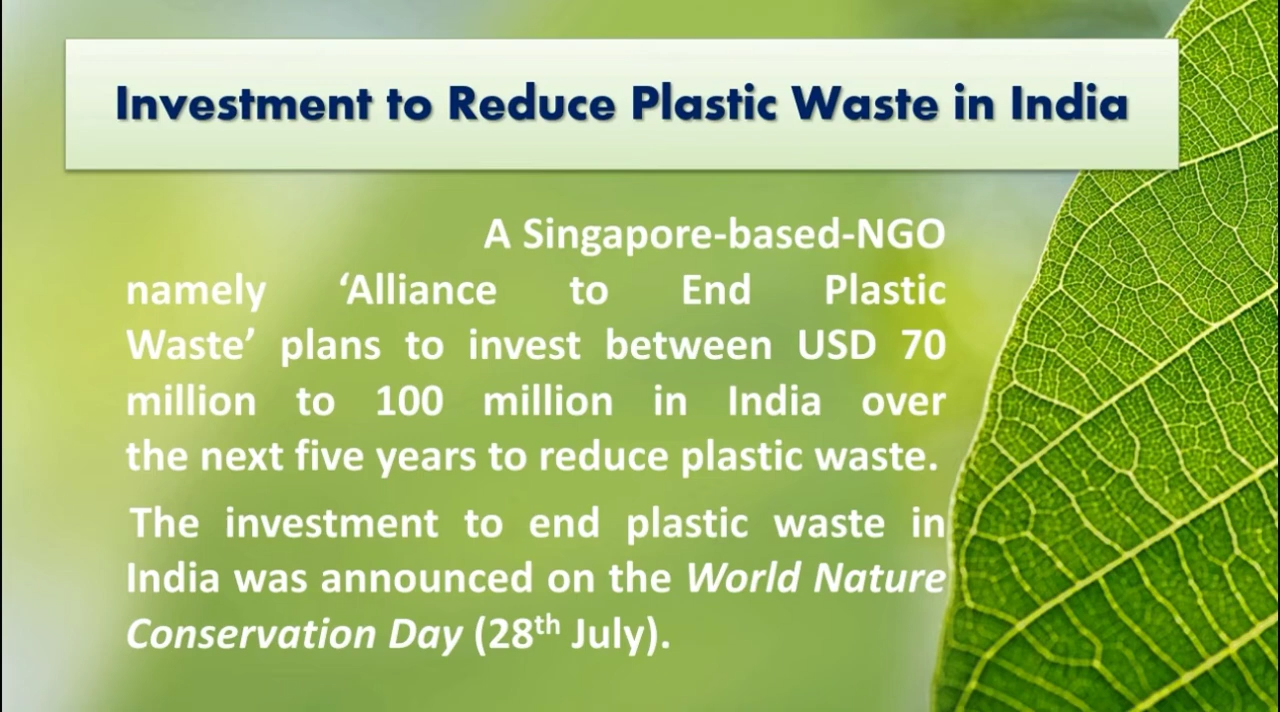 Investment to Reduce Plastic Waste in India
A Singapore-based-NGO
namely ‘Alliance to End Plastic
Waste’ plans to invest between USD 70
million to 100 million in India over
the next five years to reduce plastic waste.
The investment to end plastic waste in
India was announced on the World Nature
Conservation Day (28th July).